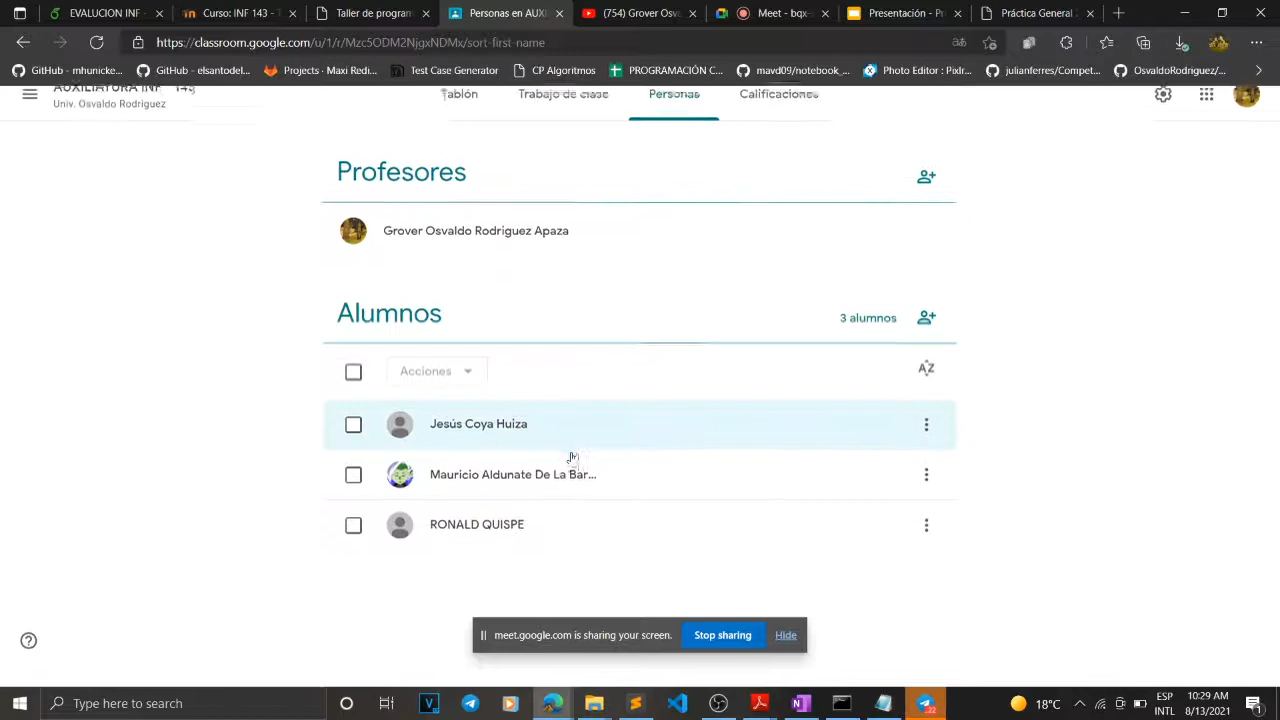 EVALUCION INF
Curso: INF 143 - T
Taller de program
Personas en AUXI
(754) Grover Osva
Meet - bqx-
Presentación - P
Práctica General
https://classroom.google.com/u/1/r/Mzc5ODM2NjgxNDMx/sort-first-name
GitHub - mhunicke...
GitHub - elsantodel...
Projects · Maxi Redi...
Test Case Generator
CP Algoritmos
PROGRAMACIÓN C...
mavd09/notebook_...
Photo Editor : Pixlr...
julianferres/Compet...
OsvaldoRodriguez/...
AUXILIATURA INF - 143
Univ. Osvaldo Rodriguez
Tablón
Trabajo de clase
Personas
Calificaciones
Profesores
Grover Osvaldo Rodriguez Apaza
Alumnos
3 alumnos
Acciones
AZ
Jesús Coya Huiza
Mauricio Aldunate De La Bar...
RONALD QUISPE
meet.google.com is sharing your screen.
Stop sharing
Hide
Type here to search
18°C
ESP
INTL
10:29 AM
8/13/2021